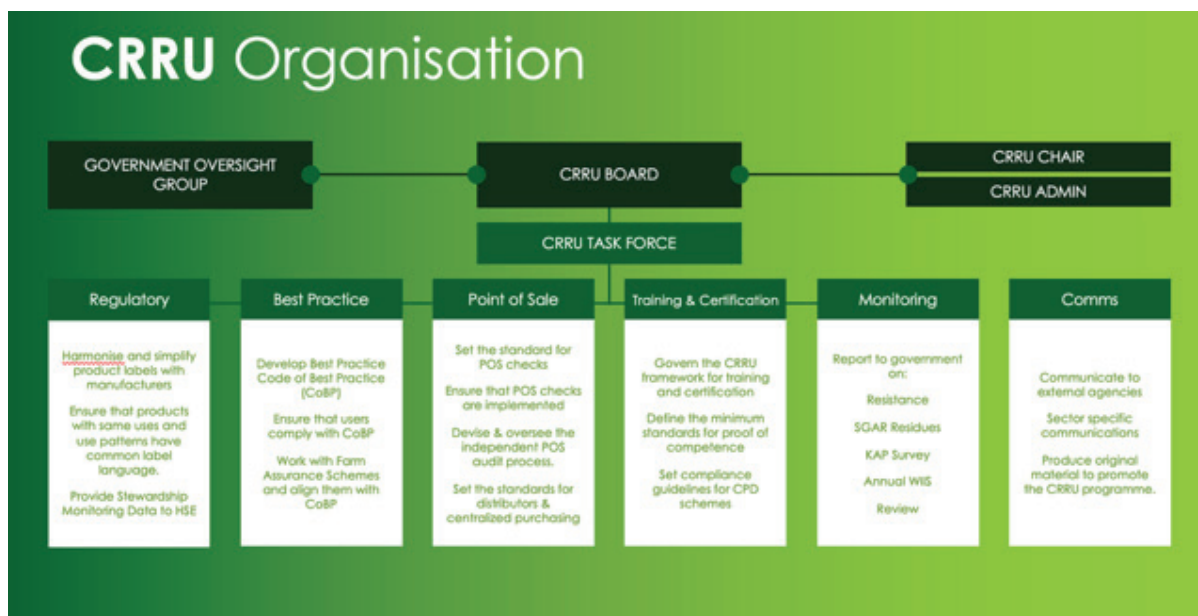 CRRU Organisation
GOVERNMENT OVERSIGHT
GROUP
CRRU BOARD
CRRU CHAIR
CRRU ADMIN
CRRU TASK FORCE
Regulatory
Harmonise and simplify
product labels with
manufacturers
Ensure that products
with same uses and
use patterns have
common label
language.
Provide Stewardship
Monitoring Data to HSE
Best Practice
Develop Best Practice
Code of Best Practice
(CoBP)
Ensure that users
comply with CoBP
Work with Farm
Assurance Schemes
and align them with
CoBP
Point of Sale
Set the standard for
POS checks
Ensure that POS checks
are implemented
Devise & oversee the
independent POS
audit process.
Set the standards for
distributors &
centralized purchasing
Training & Certification
Govern the CRRU
framework for training
and certification
Define the minimum
standards for proof of
competence
Set compliance
guidelines for CPD
schemes
Monitoring
Report to government
on:
Resistance
SGAR Residues
KAP Survey
Annual WIIS
Review
Comms
Communicate to
external agencies
Sector specific
communications
Produce original
material to promote
the CRRU programme.